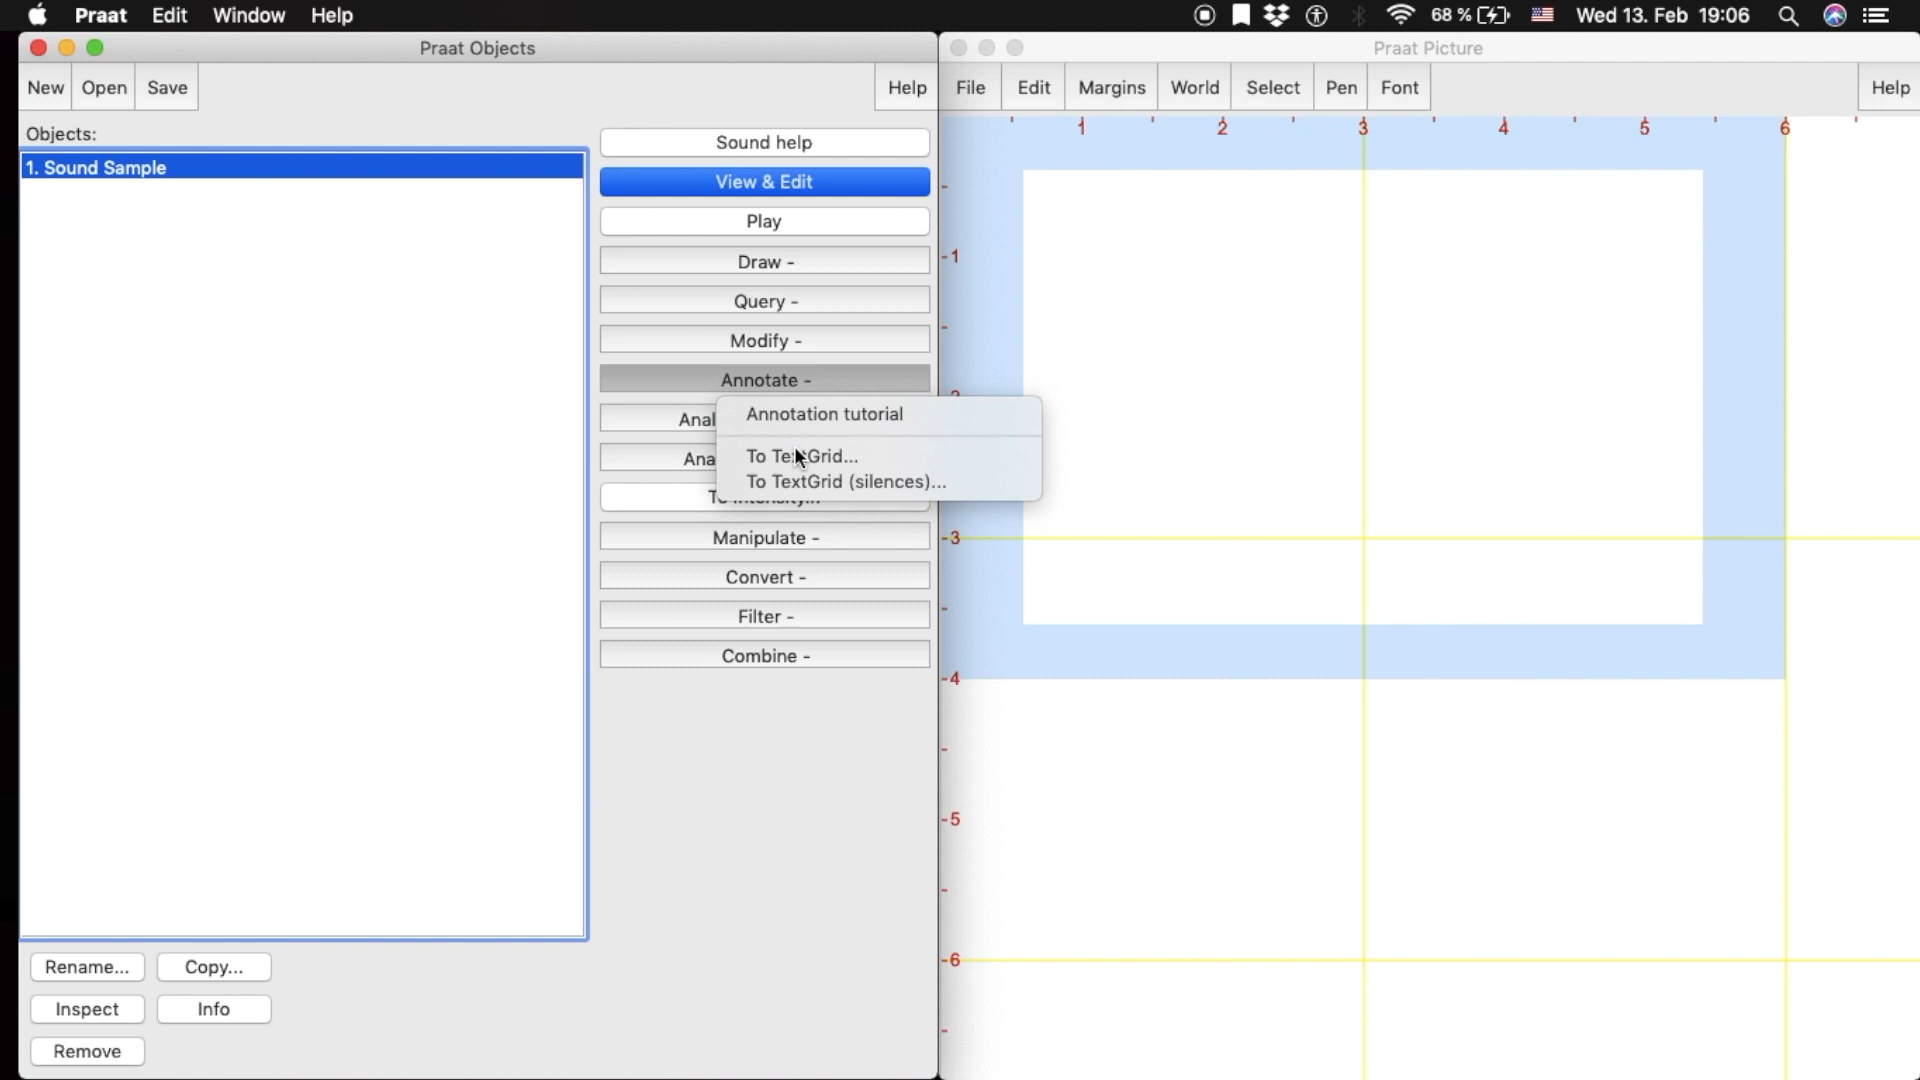 Praat Edit Window Help 68 % Wed 13. Feb 19:06
Praat Objects
New Open Save Help
Objects:
1. Sound Sample
Sound help
View & Edit
Play
Draw -
Query -
Modify -
Annotate -
Annotation tutorial
To TextGrid...
To TextGrid (silences)...
Manipulate -
Convert -
Filter -
Combine -
Rename... Copy...
Inspect Info
Remove
Praat Picture
File Edit Margins World Select Pen Font Help
1 2 3 4 5 6
1
3
4
5
6